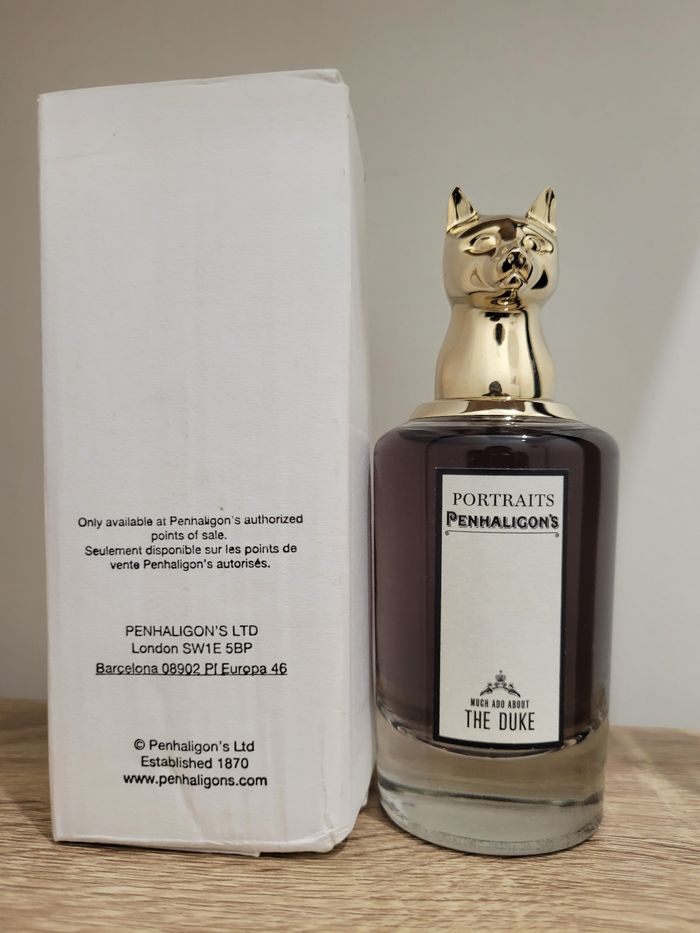 Only available at Penhaligon's authorized
points of sale.
Seulement disponible sur les points de
vente Penhaligon's autorisés.
PENHALIGON'S LTD
London SW1E 5BP
Barcelona 08902 Pl Europa 46
© Penhaligon's Ltd
Established 1870
www.penhaligons.com
PORTRAITS
PENHALIGON'S
MUCH ADO ABOUT
THE DUKE